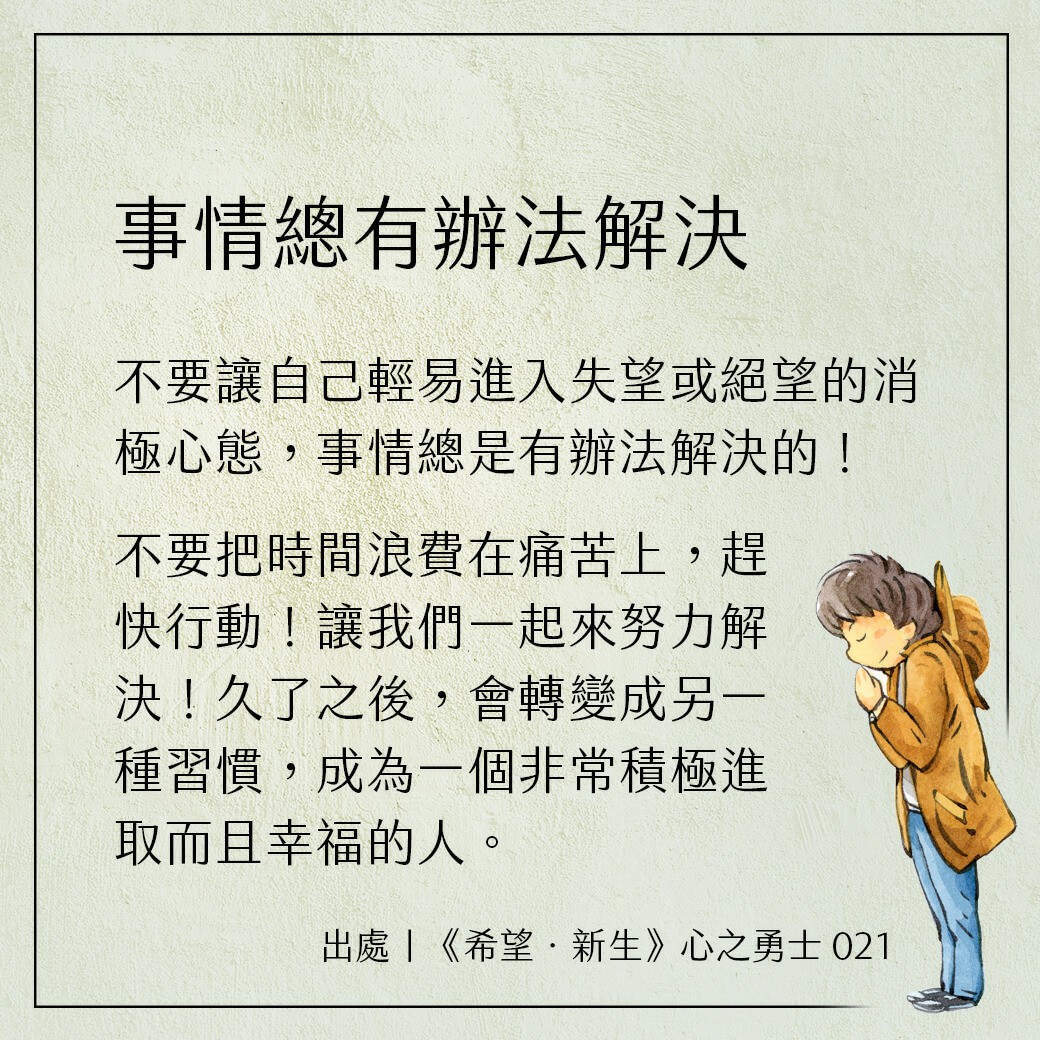 事情總有辦法解決
不要讓自己輕易進入失望或絕望的消
極心態，事情總是有辦法解決的！
不要把時間浪費在痛苦上，趕
快行動！讓我們一起來努力解
決！久了之後，會轉變成另一
種習慣，成為一個非常積極進
取而且幸福的人。
出處｜《希望．新生》心之勇士 021